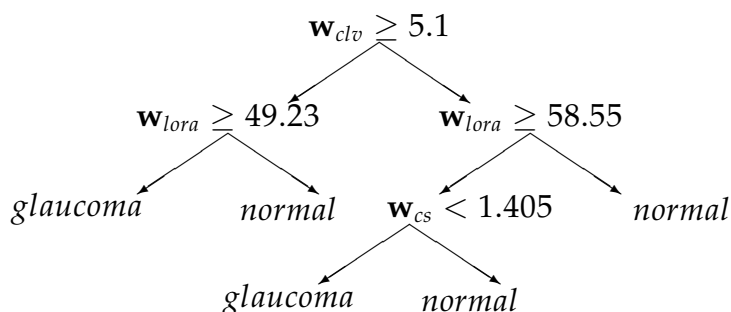 w_clv ≥ 5.1
w_lora ≥ 49.23 w_lora ≥ 58.55
glaucoma normal w_cs < 1.405 normal
glaucoma normal